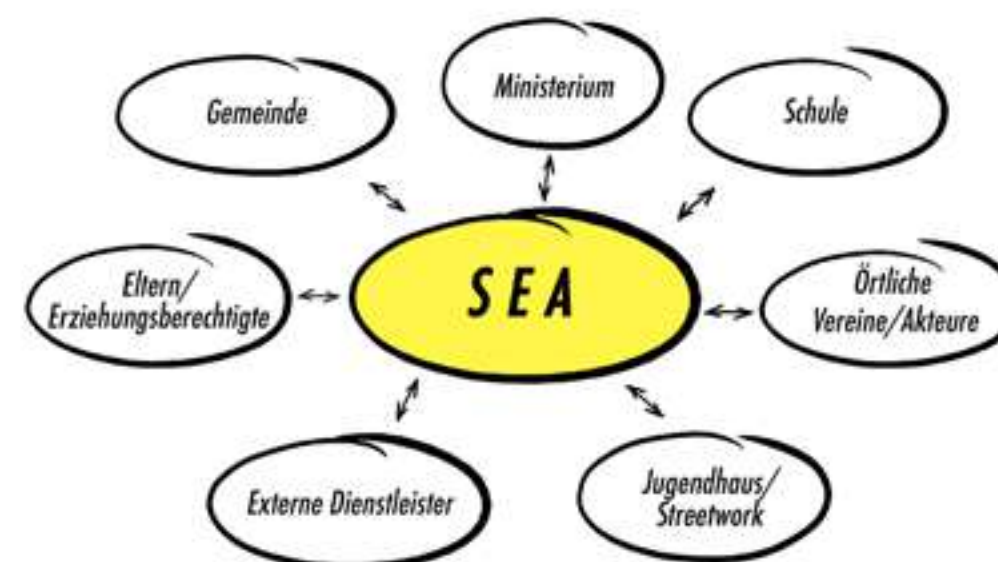 Gemeinde
Ministerium
Schule
Eltern/
Erziehungsberechtigte
SEA
Örtliche
Vereine/Akteure
Externe Dienstleister
Jugendhaus/
Streetwork